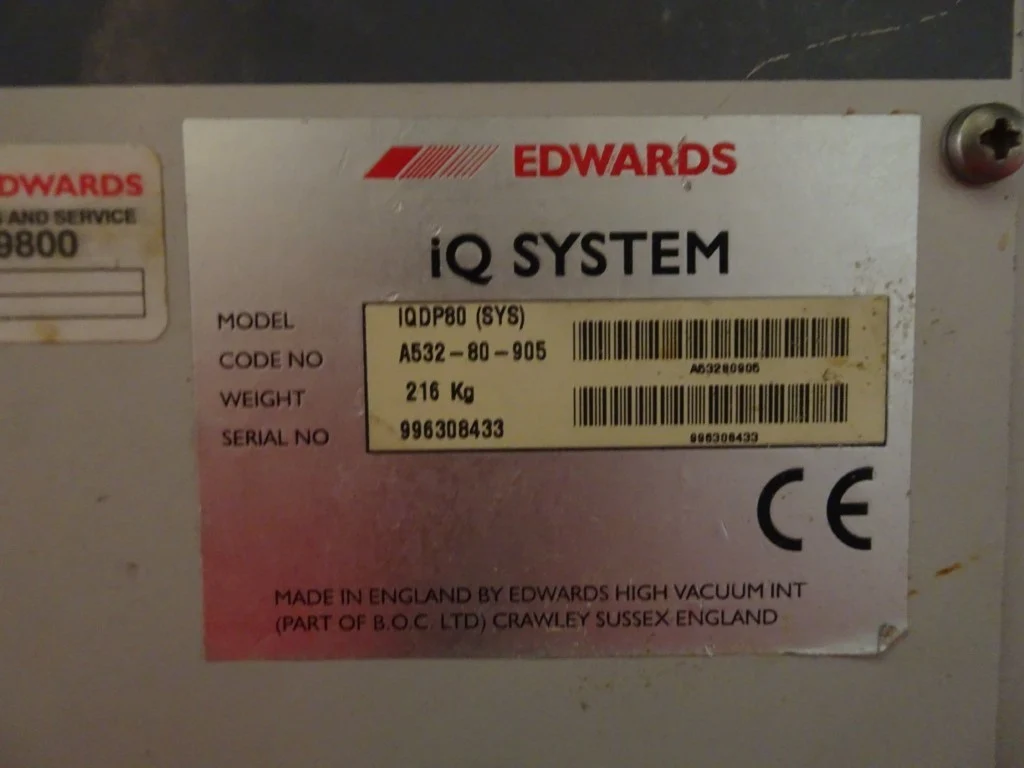 EDWARDS
iQ SYSTEM
DWARDS
AND SERVICE
9800
MODEL IQDP80 (SYS)
CODE NO A532-80-905
A53280905
WEIGHT 216 Kg
SERIAL NO 996308433
996308433
CE
MADE IN ENGLAND BY EDWARDS HIGH VACUUM INT
(PART OF B.O.C. LTD) CRAWLEY SUSSEX ENGLAND